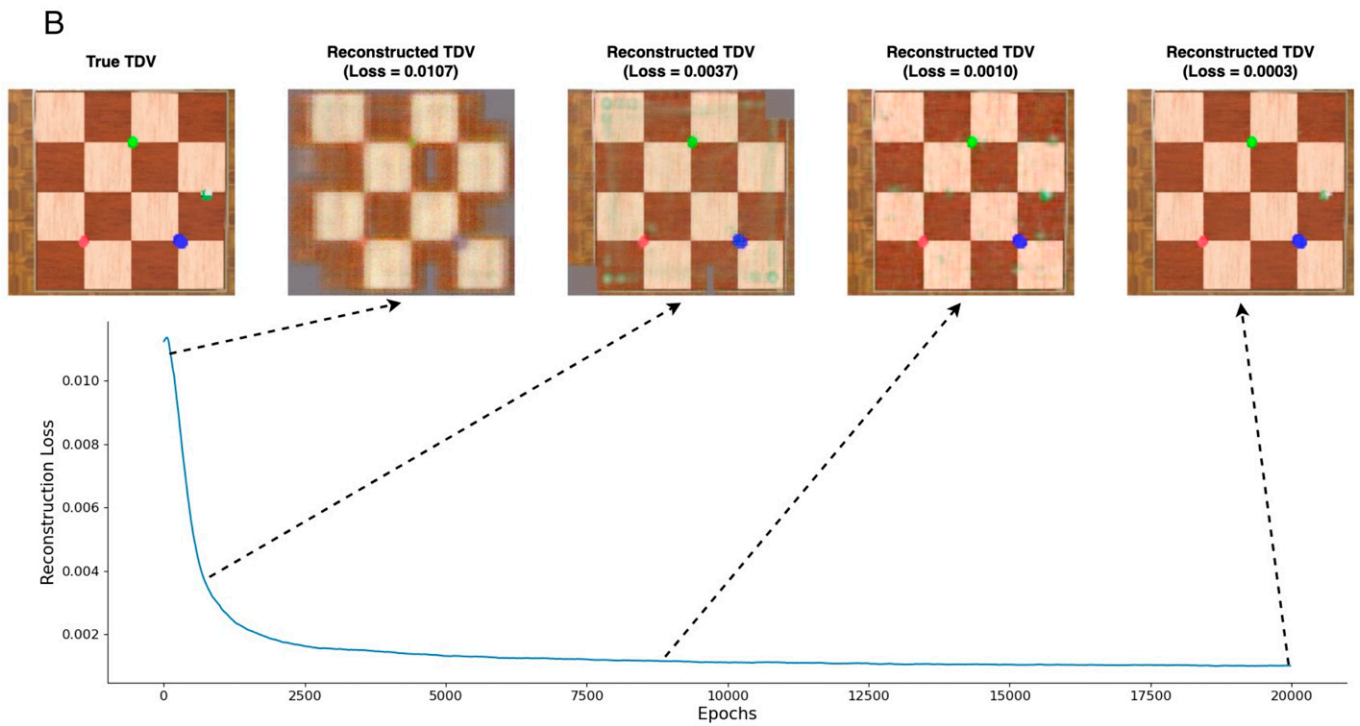 B
True TDV
Reconstructed TDV
(Loss = 0.0107)
Reconstructed TDV
(Loss = 0.0037)
Reconstructed TDV
(Loss = 0.0010)
Reconstructed TDV
(Loss = 0.0003)
Reconstruction Loss
0.010
0.008
0.006
0.004
0.002
0
2500
5000
7500
10000
12500
15000
17500
20000
Epochs